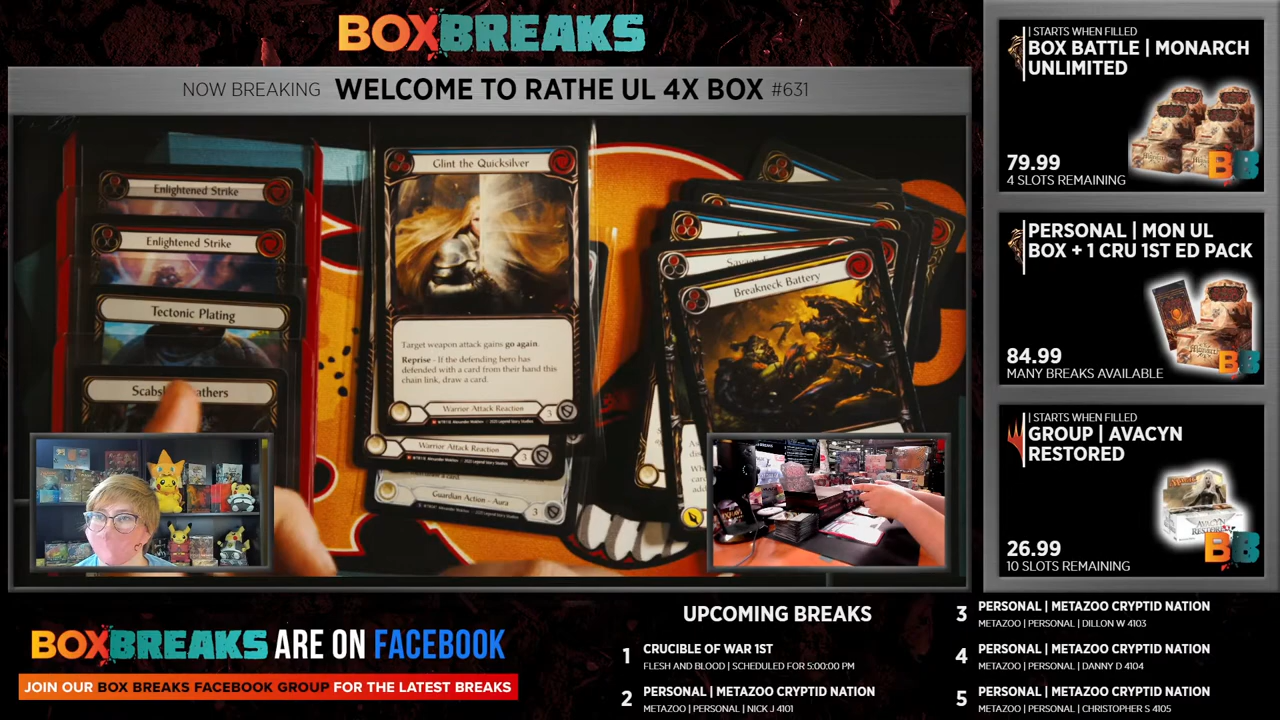 BOXBREAKS
NOW BREAKING WELCOME TO RATHE UL 4X BOX #631
Enlightened Strike
Enlightened Strike
Tectonic Plating
Glint the Quicksilver
Target weapon attack gains go again.
Reprise - If the defending hero has
defended with a card from their hand this
chain link, draw a card.
Warrior Attack Reaction
3
Warrior Attack Reaction
3
Guardian Action - Aura
3
Breakneck Battery
| STARTS WHEN FILLED
BOX BATTLE | MONARCH
UNLIMITED
79.99
4 SLOTS REMAINING
BB
PERSONAL | MON UL
BOX + 1 CRU 1ST ED PACK
84.99
MANY BREAKS AVAILABLE
BB
| STARTS WHEN FILLED
GROUP | AVACYN
RESTORED
26.99
10 SLOTS REMAINING
BB
BOXBREAKS ARE ON FACEBOOK
JOIN OUR BOX BREAKS FACEBOOK GROUP FOR THE LATEST BREAKS
UPCOMING BREAKS
1 CRUCIBLE OF WAR 1ST
FLESH AND BLOOD | SCHEDULED FOR 5:00:00 PM
2 PERSONAL | METAZOO CRYPTID NATION
METAZOO | PERSONAL | NICK J 4101
3 PERSONAL | METAZOO CRYPTID NATION
METAZOO | PERSONAL | DILLON W 4103
4 PERSONAL | METAZOO CRYPTID NATION
METAZOO | PERSONAL | DANNY D 4104
5 PERSONAL | METAZOO CRYPTID NATION
METAZOO | PERSONAL | CHRISTOPHER S 4105